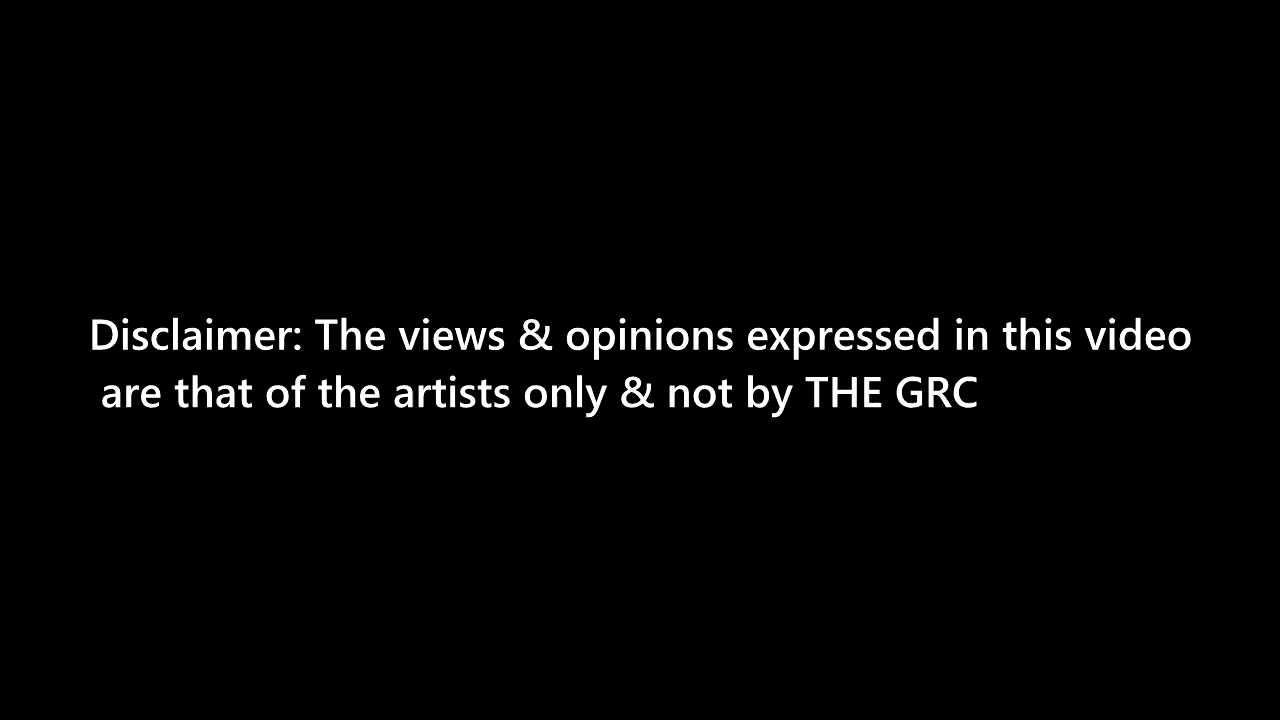 Disclaimer: The views & opinions expressed in this video
are that of the artists only & not by THE GRC